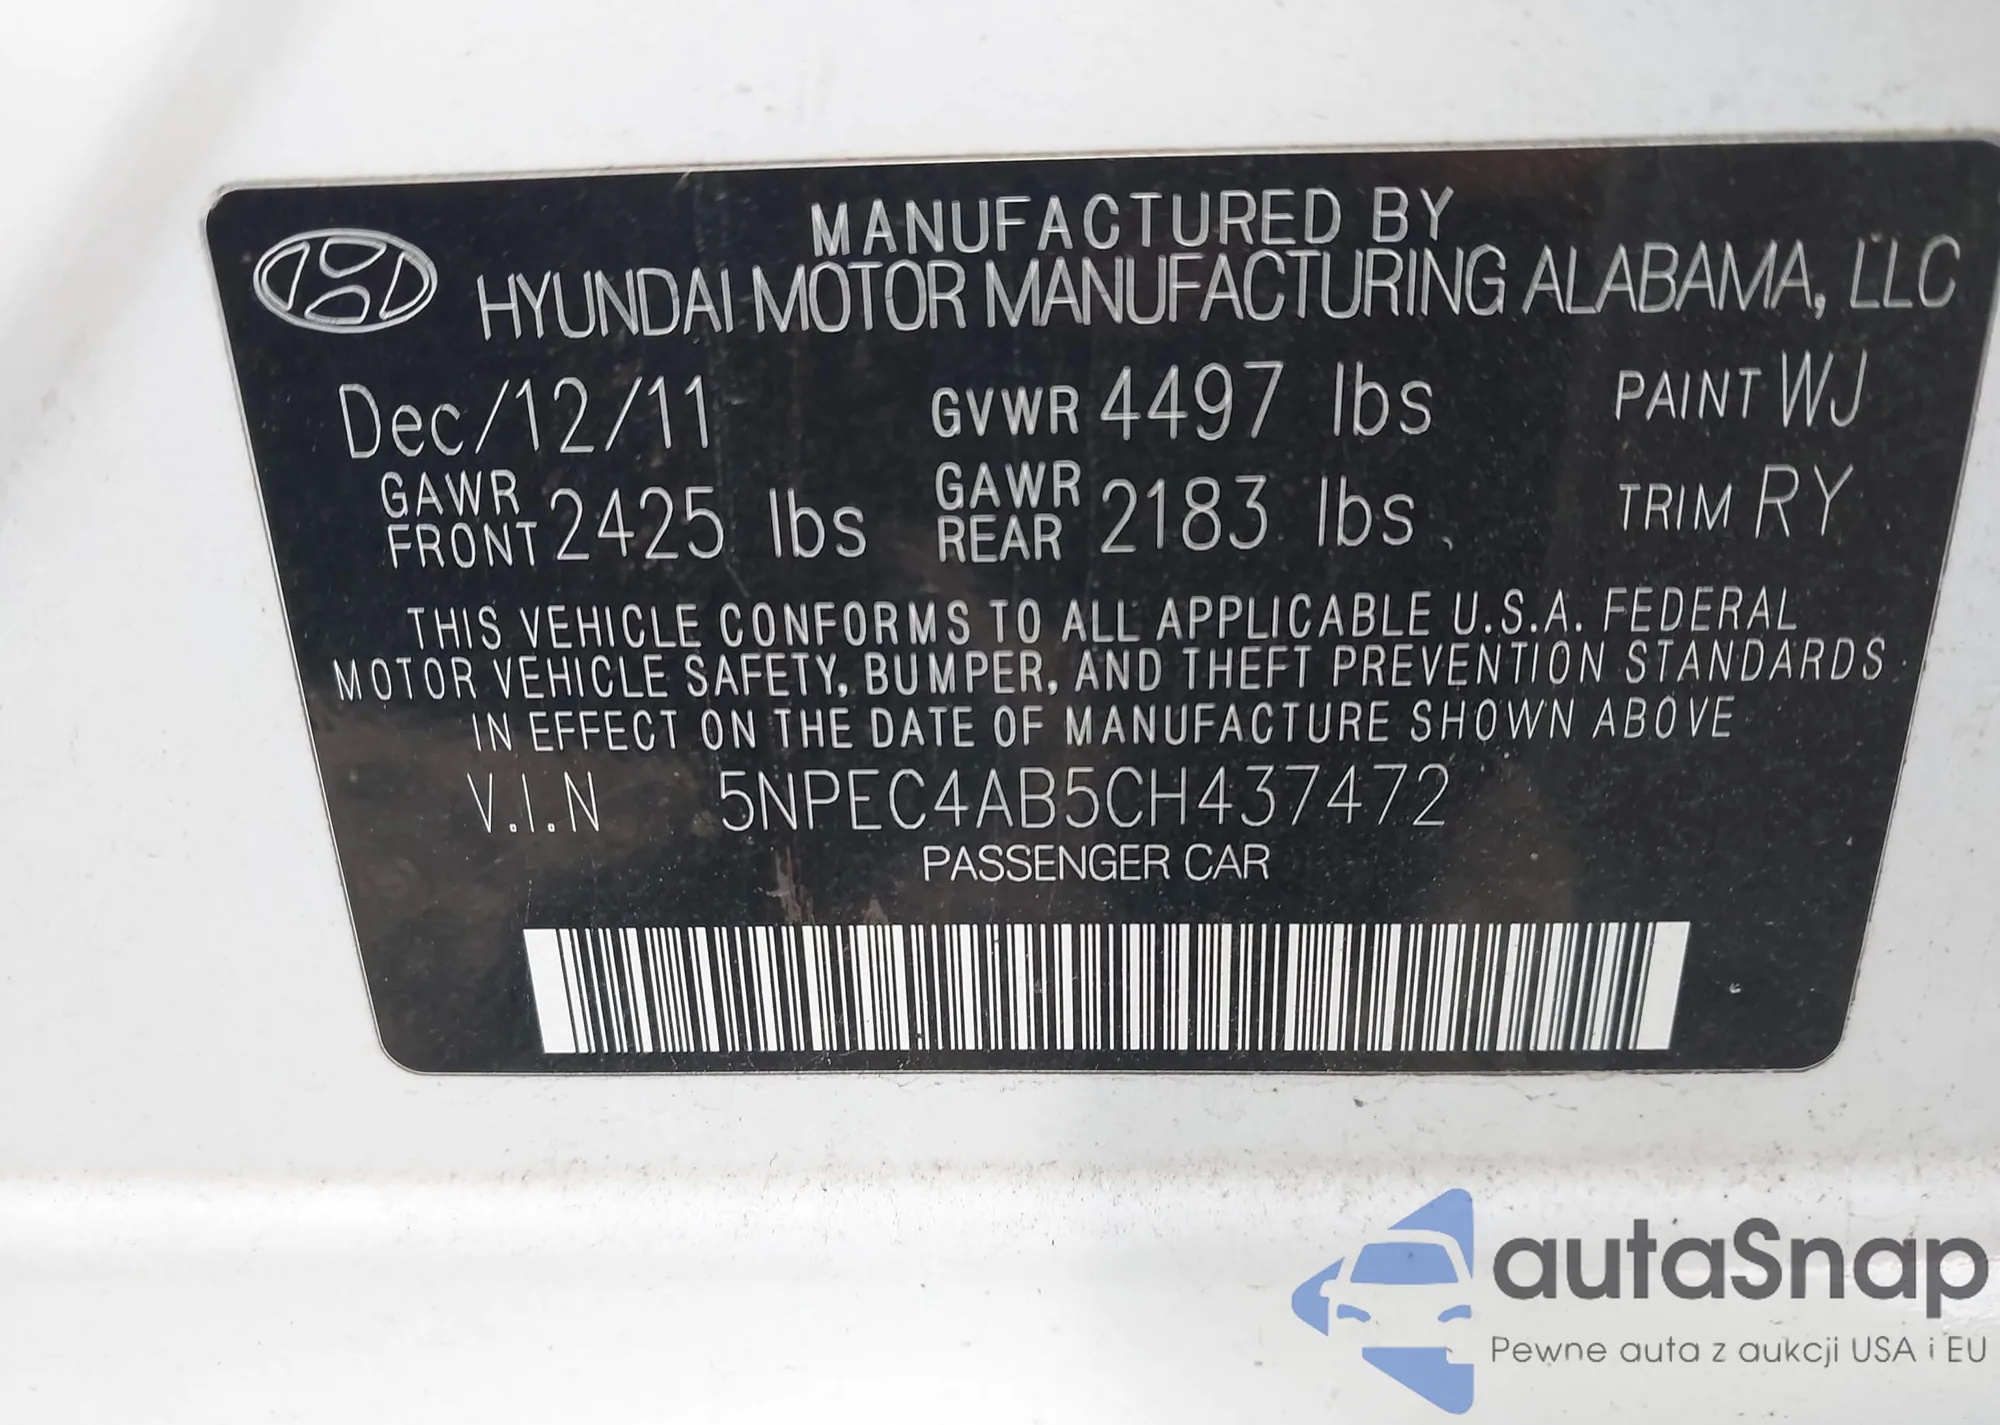 MANUFACTURED BY
HYUNDAI MOTOR MANUFACTURING ALABAMA, LLC
Dec/12/11 GVWR 4497 lbs PAINT WJ
GAWR FRONT 2425 lbs GAWR REAR 2183 lbs TRIM RY
THIS VEHICLE CONFORMS TO ALL APPLICABLE U.S.A. FEDERAL
MOTOR VEHICLE SAFETY, BUMPER, AND THEFT PREVENTION STANDARDS
IN EFFECT ON THE DATE OF MANUFACTURE SHOWN ABOVE
V.I.N 5NPEC4AB5CH437472
PASSENGER CAR
autaSnap
Pewne auta z aukcji USA i EU